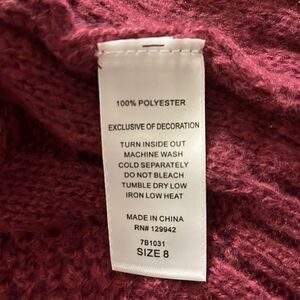 100% POLYESTER
EXCLUSIVE OF DECORATION
TURN INSIDE OUT
MACHINE WASH
COLD SEPARATELY
DO NOT BLEACH
TUMBLE DRY LOW
IRON LOW HEAT
MADE IN CHINA
RN# 129942
7B1031
SIZE 8